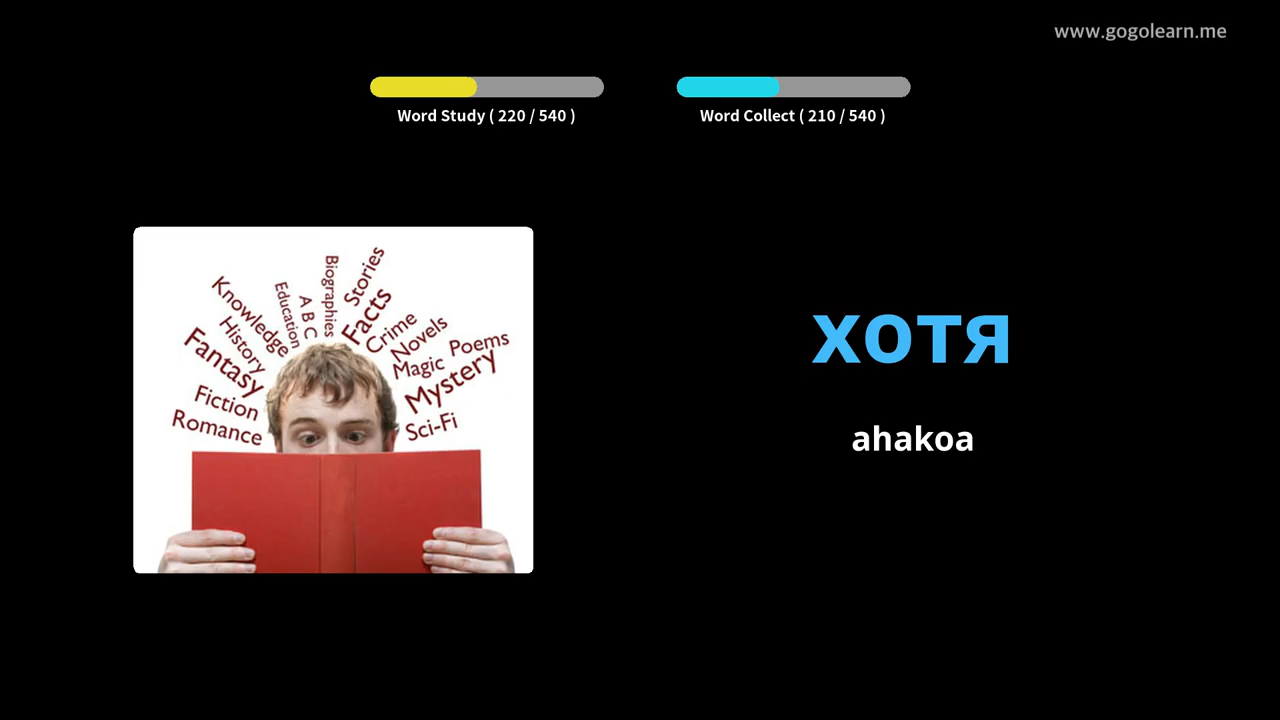 www.gogolearn.me
Word Study ( 220 / 540 )
Word Collect ( 210 / 540 )
Knowledge
History
Fantasy
Fiction
Romance
Education
A B C
Biographies
Stories
Facts
Crime
Novels
Magic
Poems
Mystery
Sci-Fi
хотя
ahakoa